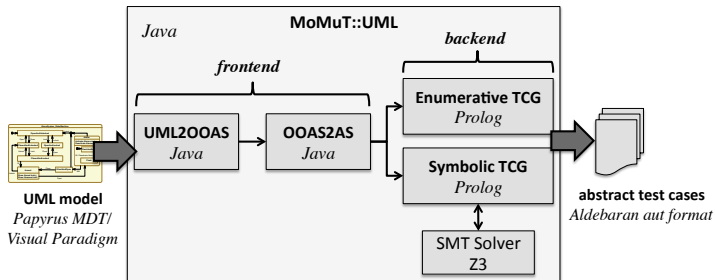 Java
MoMuT::UML
frontend
backend
UML2OOAS
Java
OOAS2AS
Java
Enumerative TCG
Prolog
Symbolic TCG
Prolog
SMT Solver
Z3
UML model
Papyrus MDT/
Visual Paradigm
abstract test cases
Aldebaran aut format